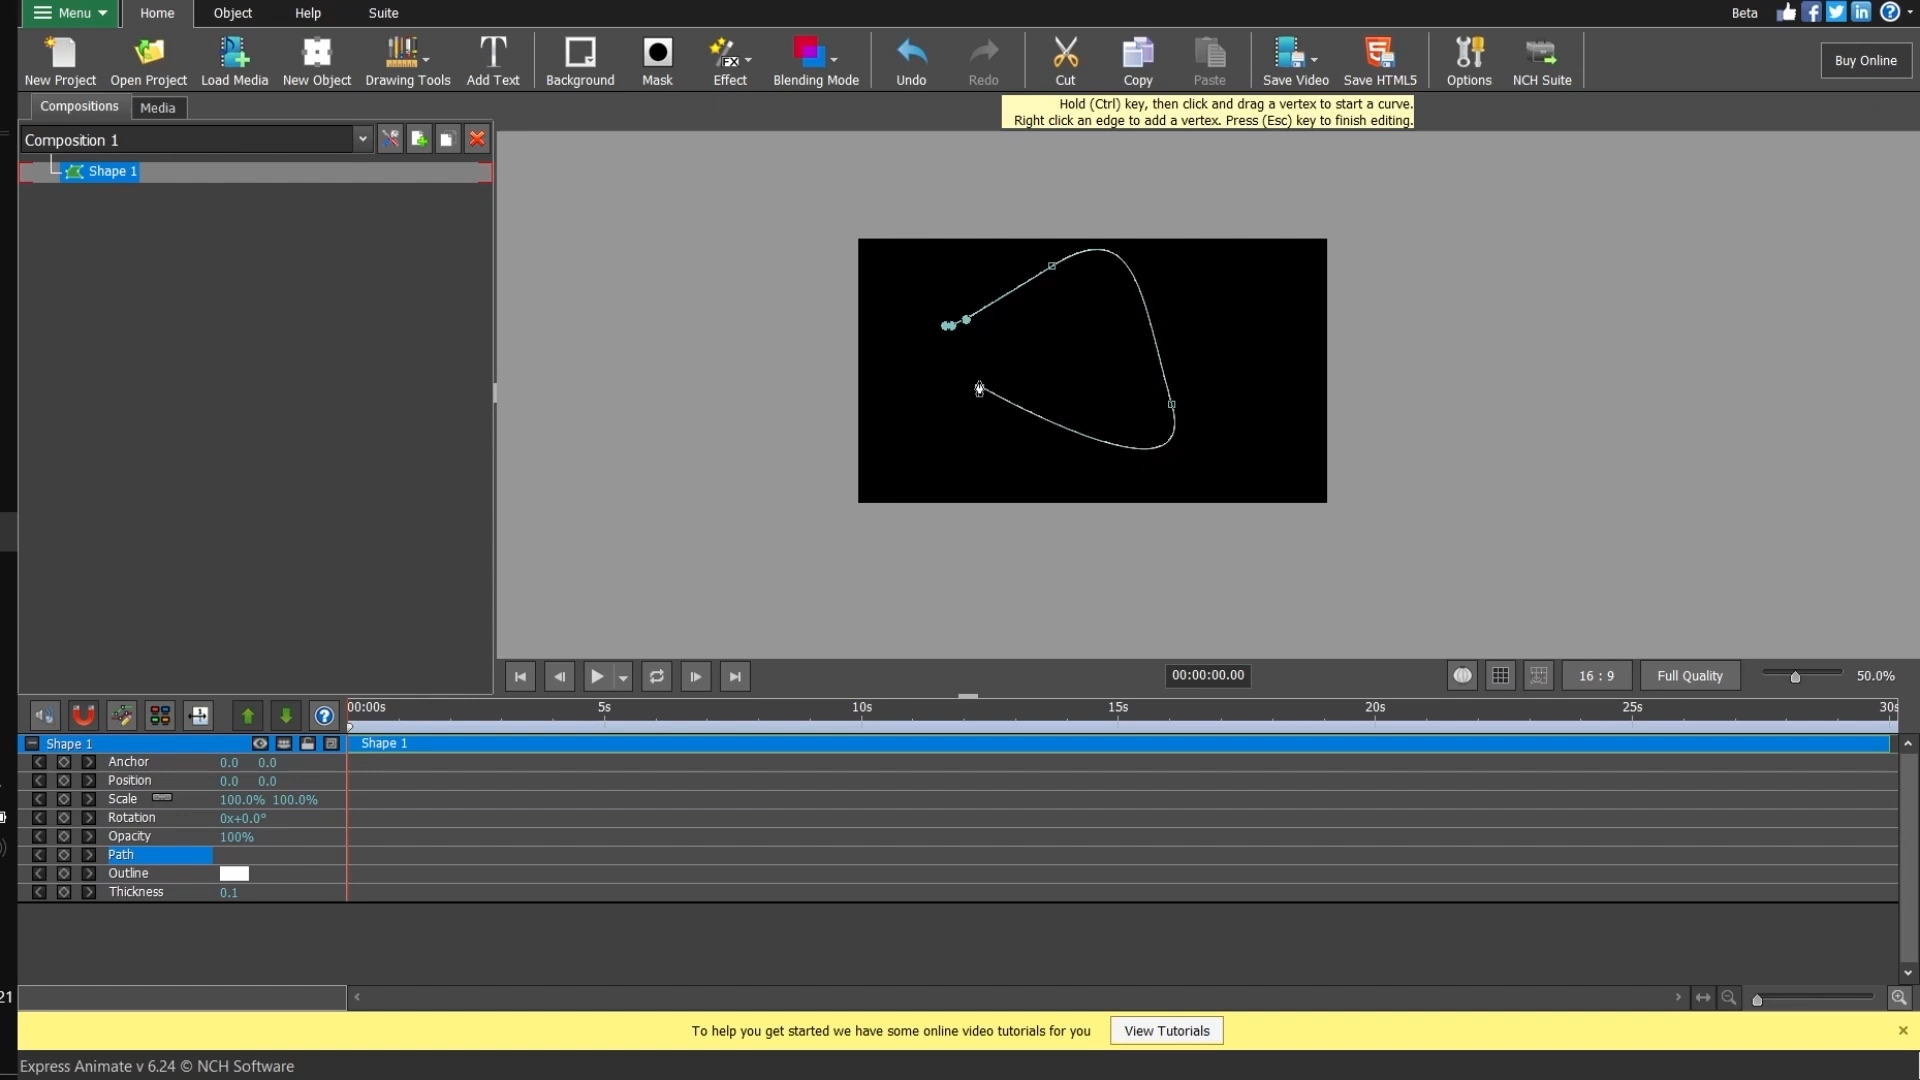 Menu
Home
Object
Help
Suite
Beta
New Project
Open Project
Load Media
New Object
Drawing Tools
Add Text
Background
Mask
FX
Effect
Blending Mode
Undo
Redo
Cut
Copy
Paste
Save Video
Save HTML5
Options
NCH Suite
Buy Online
Compositions
Media
Hold (Ctrl) key, then click and drag a vertex to start a curve.
Right click an edge to add a vertex. Press (Esc) key to finish editing.
Composition 1
Shape 1
00:00:00.00
16 : 9
Full Quality
50.0%
00:00s
5s
10s
15s
20s
25s
30s
Shape 1
Shape 1
Anchor 0.0 0.0
Position 0.0 0.0
Scale 100.0% 100.0%
Rotation 0x+0.0°
Opacity 100%
Path
Outline
Thickness 0.1
21
To help you get started we have some online video tutorials for you
View Tutorials
Express Animate v 6.24 © NCH Software